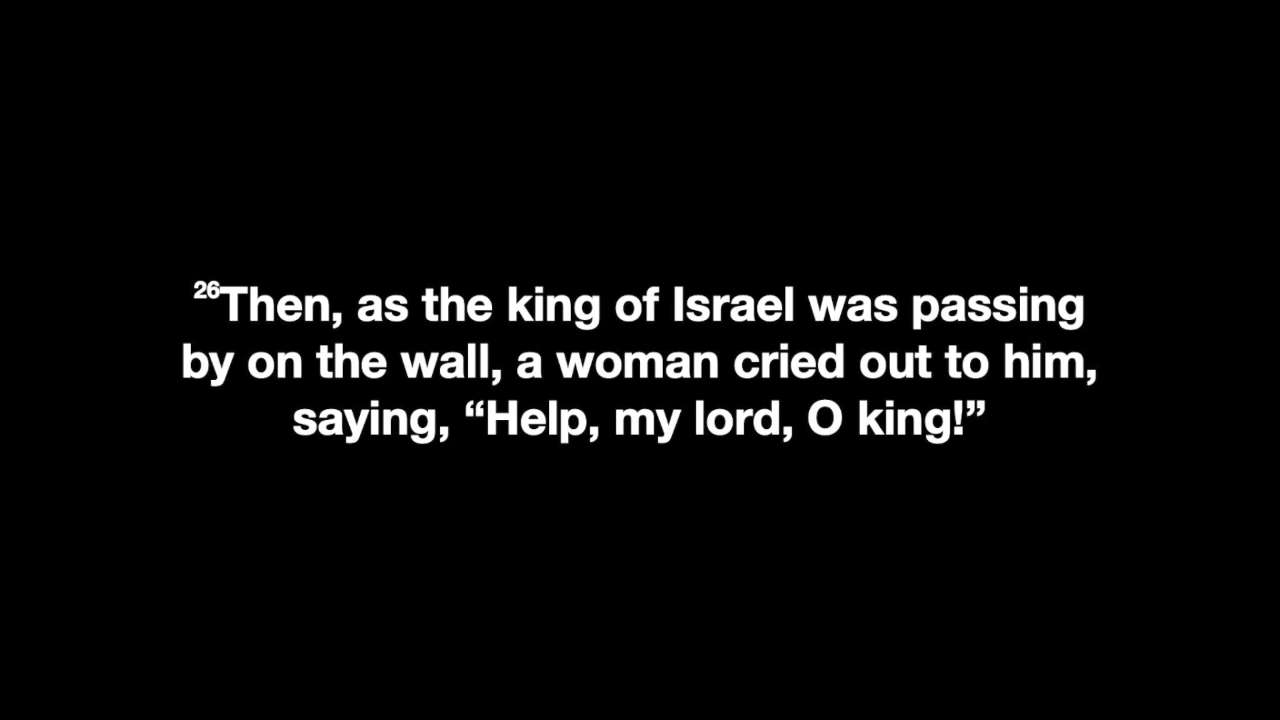 26Then, as the king of Israel was passing
by on the wall, a woman cried out to him,
saying, “Help, my lord, O king!”